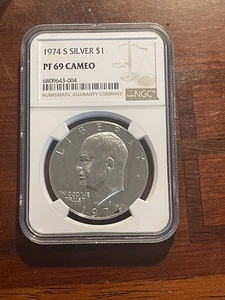 1974 S SILVER $1
PF 69 CAMEO
6809643-004
NUMISMATIC GUARANTY COMPANY
NGC
LIBERTY
IN GOD WE
TRUST
1974